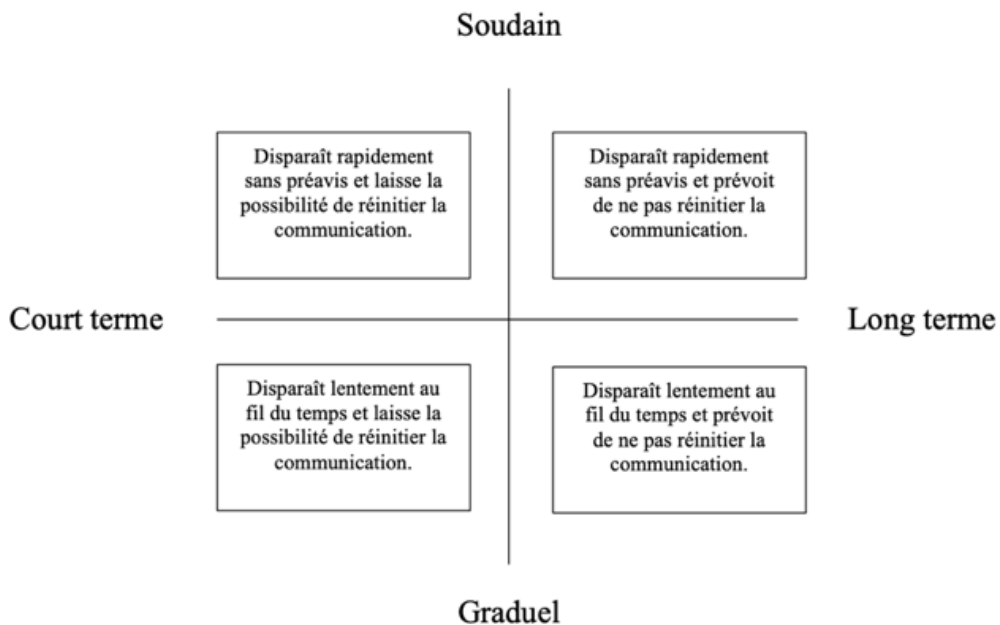 Soudain
Disparaît rapidement
sans préavis et laisse la
possibilité de réinitier la
communication.
Disparaît rapidement
sans préavis et prévoit
de ne pas réinitier la
communication.
Court terme
Long terme
Disparaît lentement au
fil du temps et laisse la
possibilité de réinitier la
communication.
Disparaît lentement au
fil du temps et prévoit
de ne pas réinitier la
communication.
Graduel